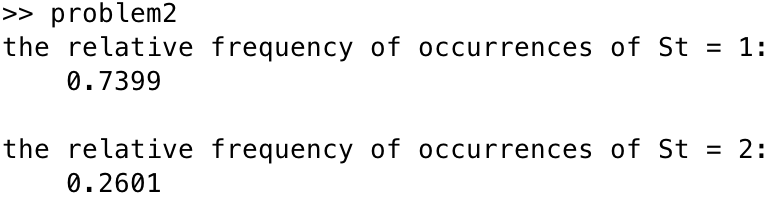 >> problem2
the relative frequency of occurrences of St = 1:
0.7399
the relative frequency of occurrences of St = 2:
0.2601